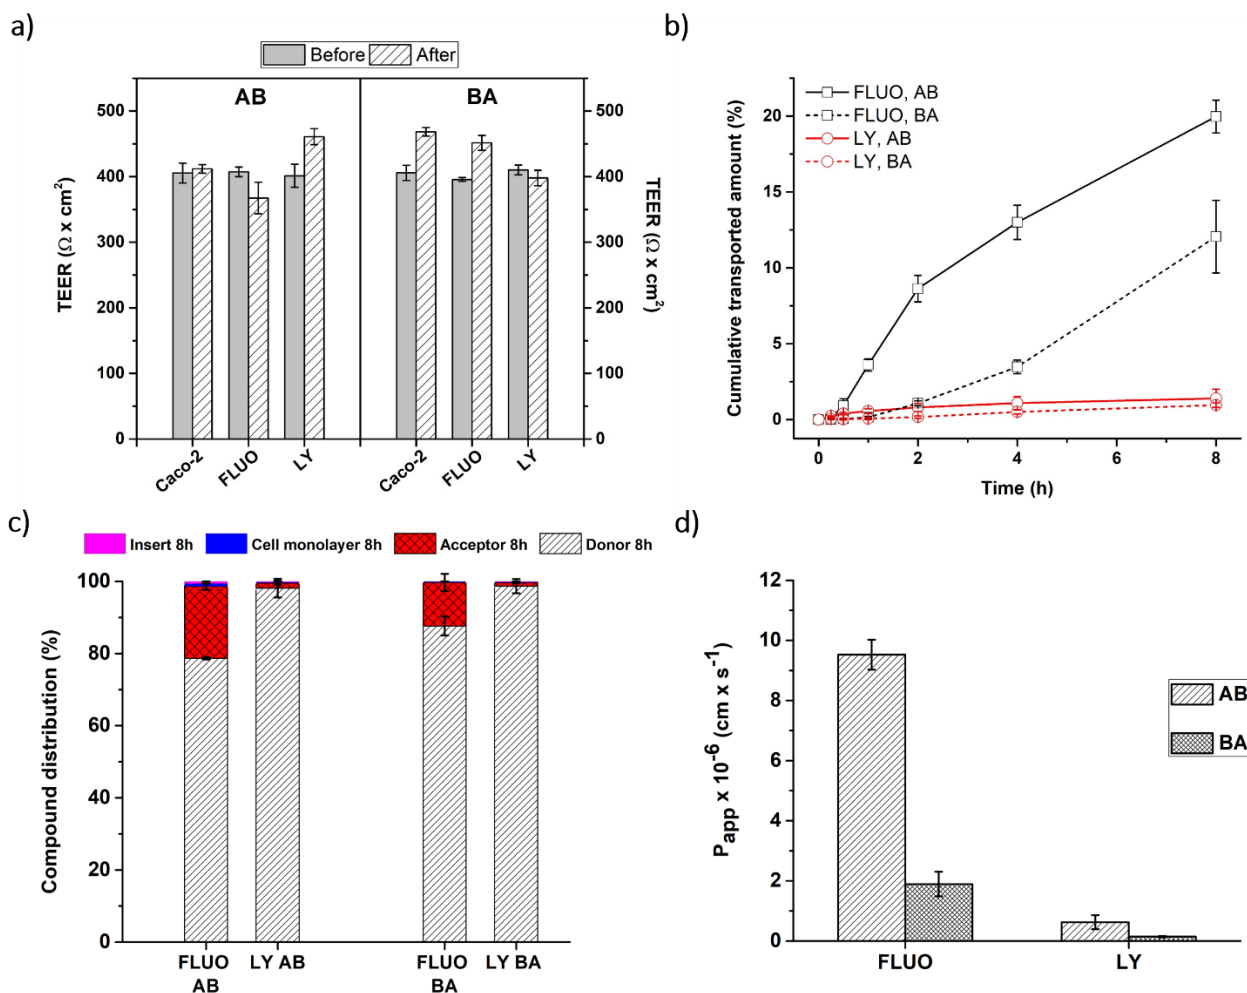 a)
Before After
AB
BA
500
400
300
200
100
0
TEER (Ω x cm²)
Caco-2
FLUO
LY
Caco-2
FLUO
LY
500
400
300
200
100
0
TEER (Ω x cm²)
b)
FLUO, AB
FLUO, BA
LY, AB
LY, BA
20
15
10
5
0
Cumulative transported amount (%)
0 2 4 6 8
Time (h)
c)
Insert 8h Cell monolayer 8h Acceptor 8h Donor 8h
100
80
60
40
20
0
Compound distribution (%)
FLUO AB
LY AB
FLUO BA
LY BA
d)
12
10
8
6
4
2
0
Papp x 10⁻⁶ (cm x s⁻¹)
AB
BA
FLUO LY